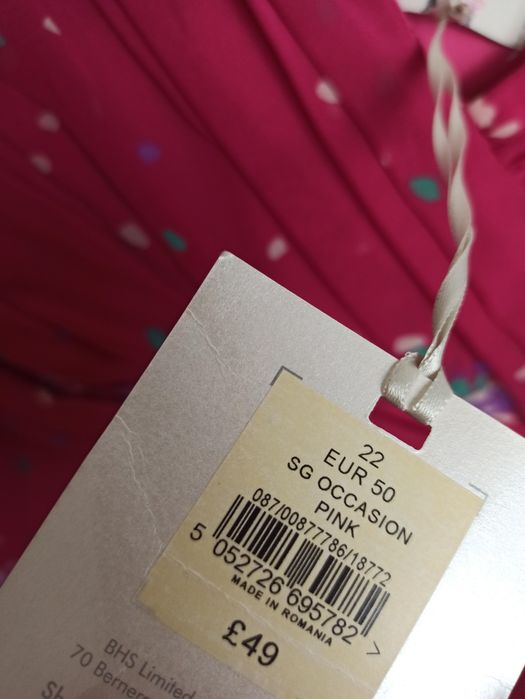 22
EUR 50
SG OCCASION
PINK
087/00877786/18772
5 052726 695782 >
MADE IN ROMANIA
£49
BHS Limited
70